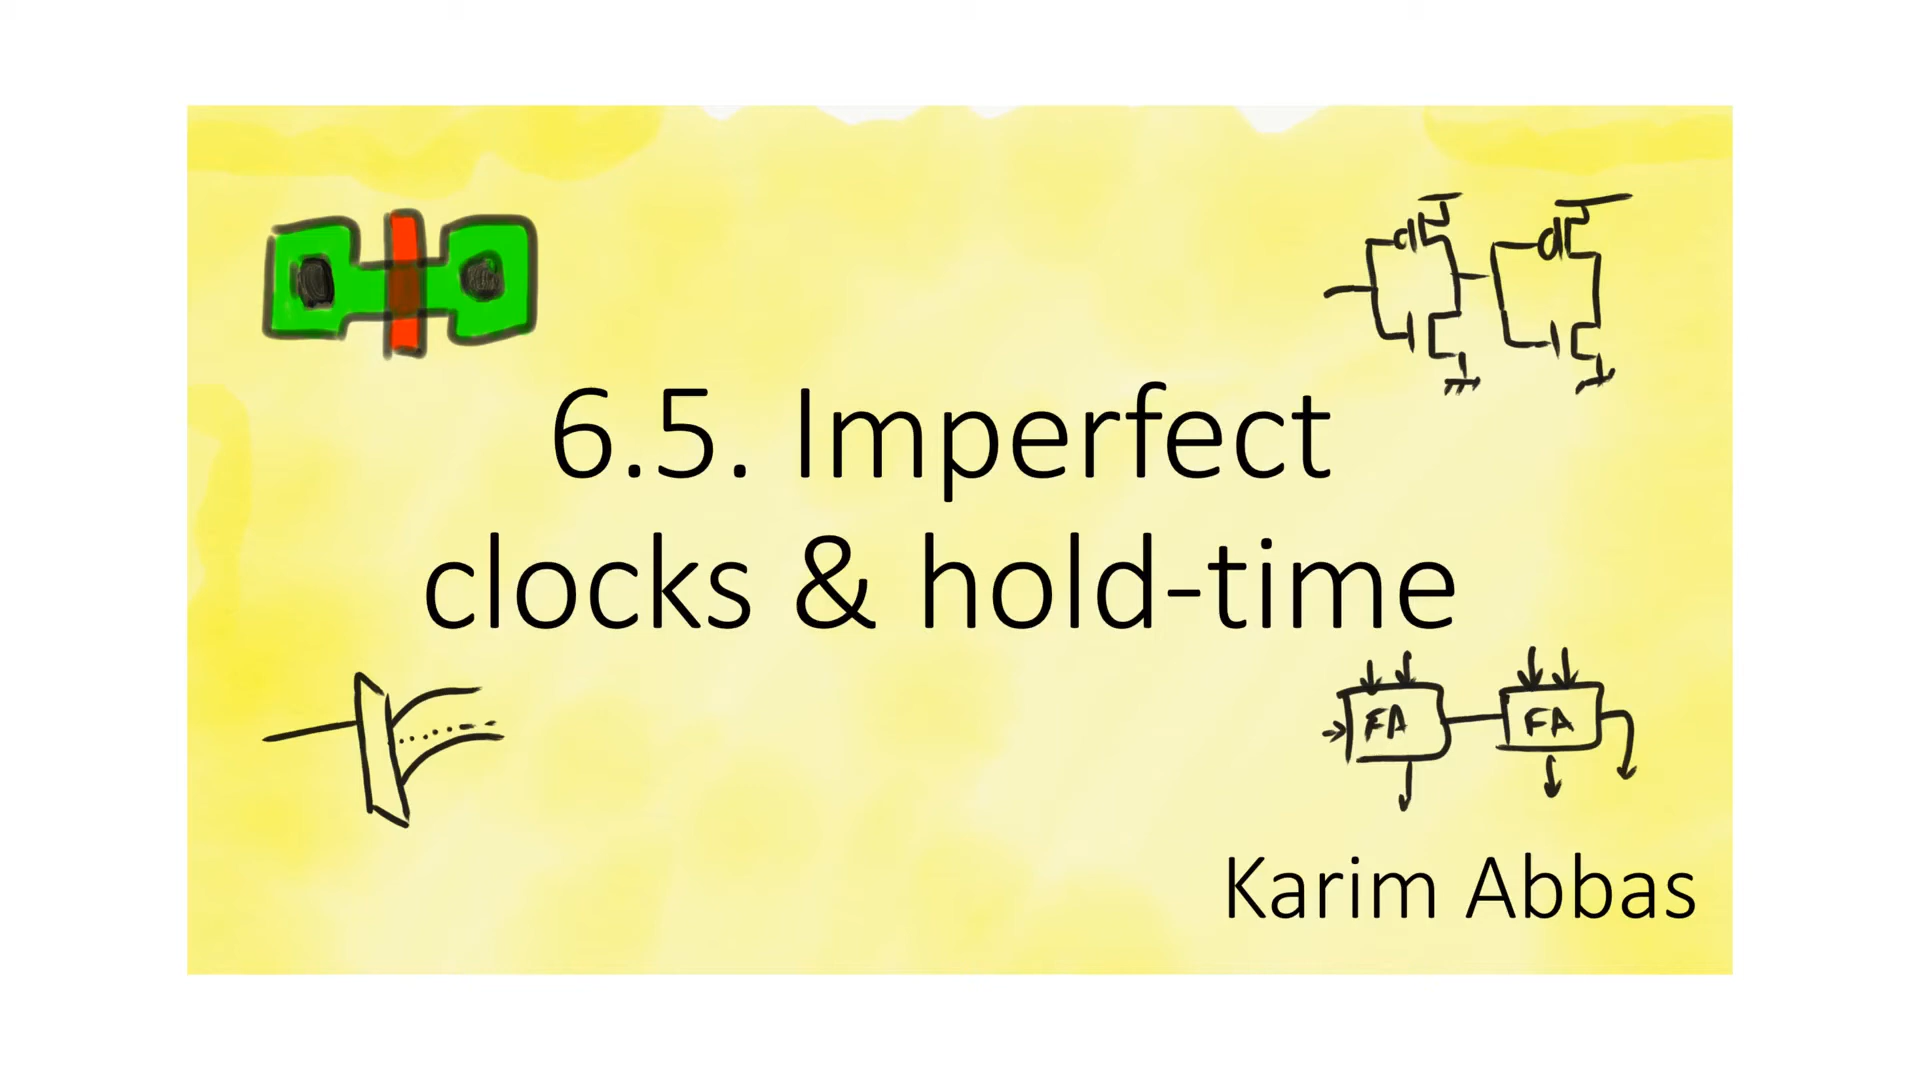 6.5. Imperfect
clocks & hold-time
FA FA
Karim Abbas